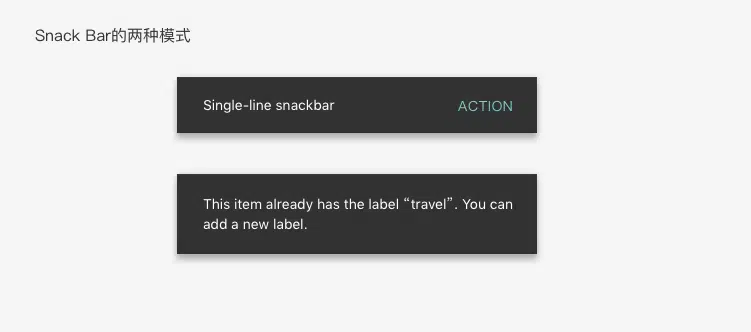 Snack Bar的两种模式
Single-line snackbar
ACTION
This item already has the label “travel”. You can
add a new label.